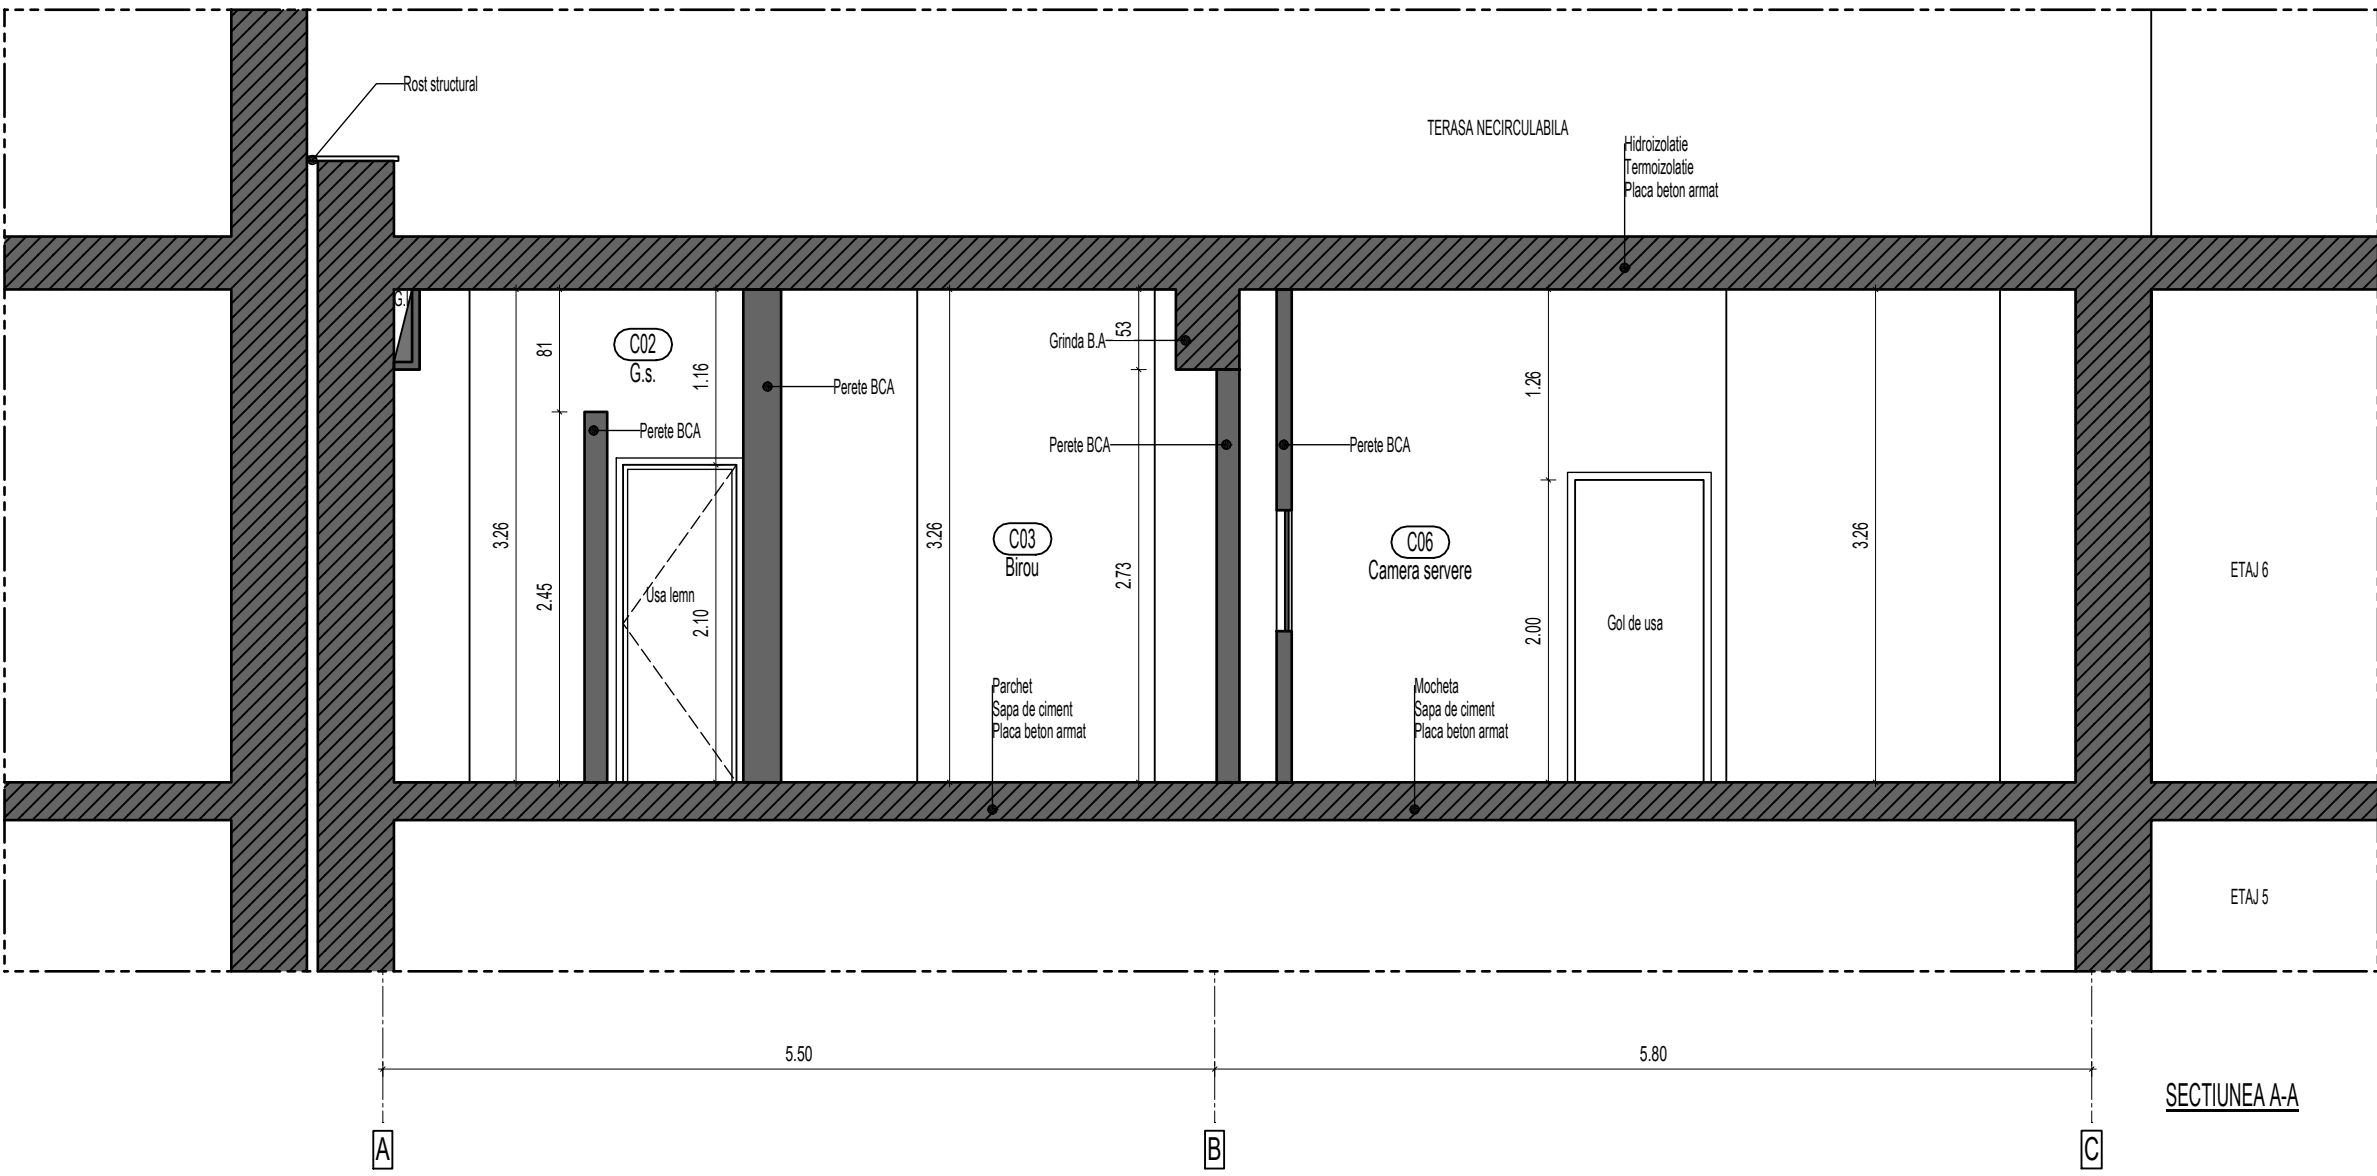 Rost structural
TERASA NECIRCULABILA
Hidroizolatie
Termoizolatie
Placa beton armat
G.
C02
G.s.
81
1.16
53
Grinda B.A
Perete BCA
1.26
Perete BCA
Perete BCA
Perete BCA
3.26
3.26
3.26
C03
Birou
C06
Camera servere
2.45
Usa lemn
2.10
2.73
2.00
Gol de usa
ETAJ 6
Parchet
Sapa de ciment
Placa beton armat
Mocheta
Sapa de ciment
Placa beton armat
ETAJ 5
5.50
5.80
SECTIUNEA A-A
A
B
C